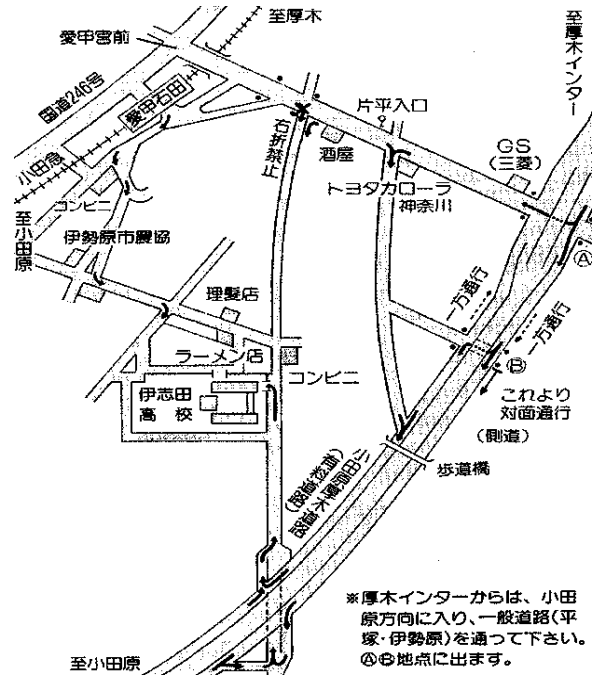 至厚木
愛甲宮前
至厚木インター
国道246号
愛甲石田
片平入口
小田急
右折禁止
酒屋
GS
(三菱)
トヨタカローラ
神奈川
コンビニ
至小田原
伊勢原市農協
Ⓐ
理髪店
一方通行
一方通行
ラーメン店
コンビニ
Ⓑ
伊志田
高校
これより
対面通行
(側道)
小田原厚木道路
(有料道路)
歩道橋
※厚木インターからは、小田
原方向に入り、一般道路(平
塚・伊勢原)を通って下さい。
ⒶⒷ地点に出ます。
至小田原